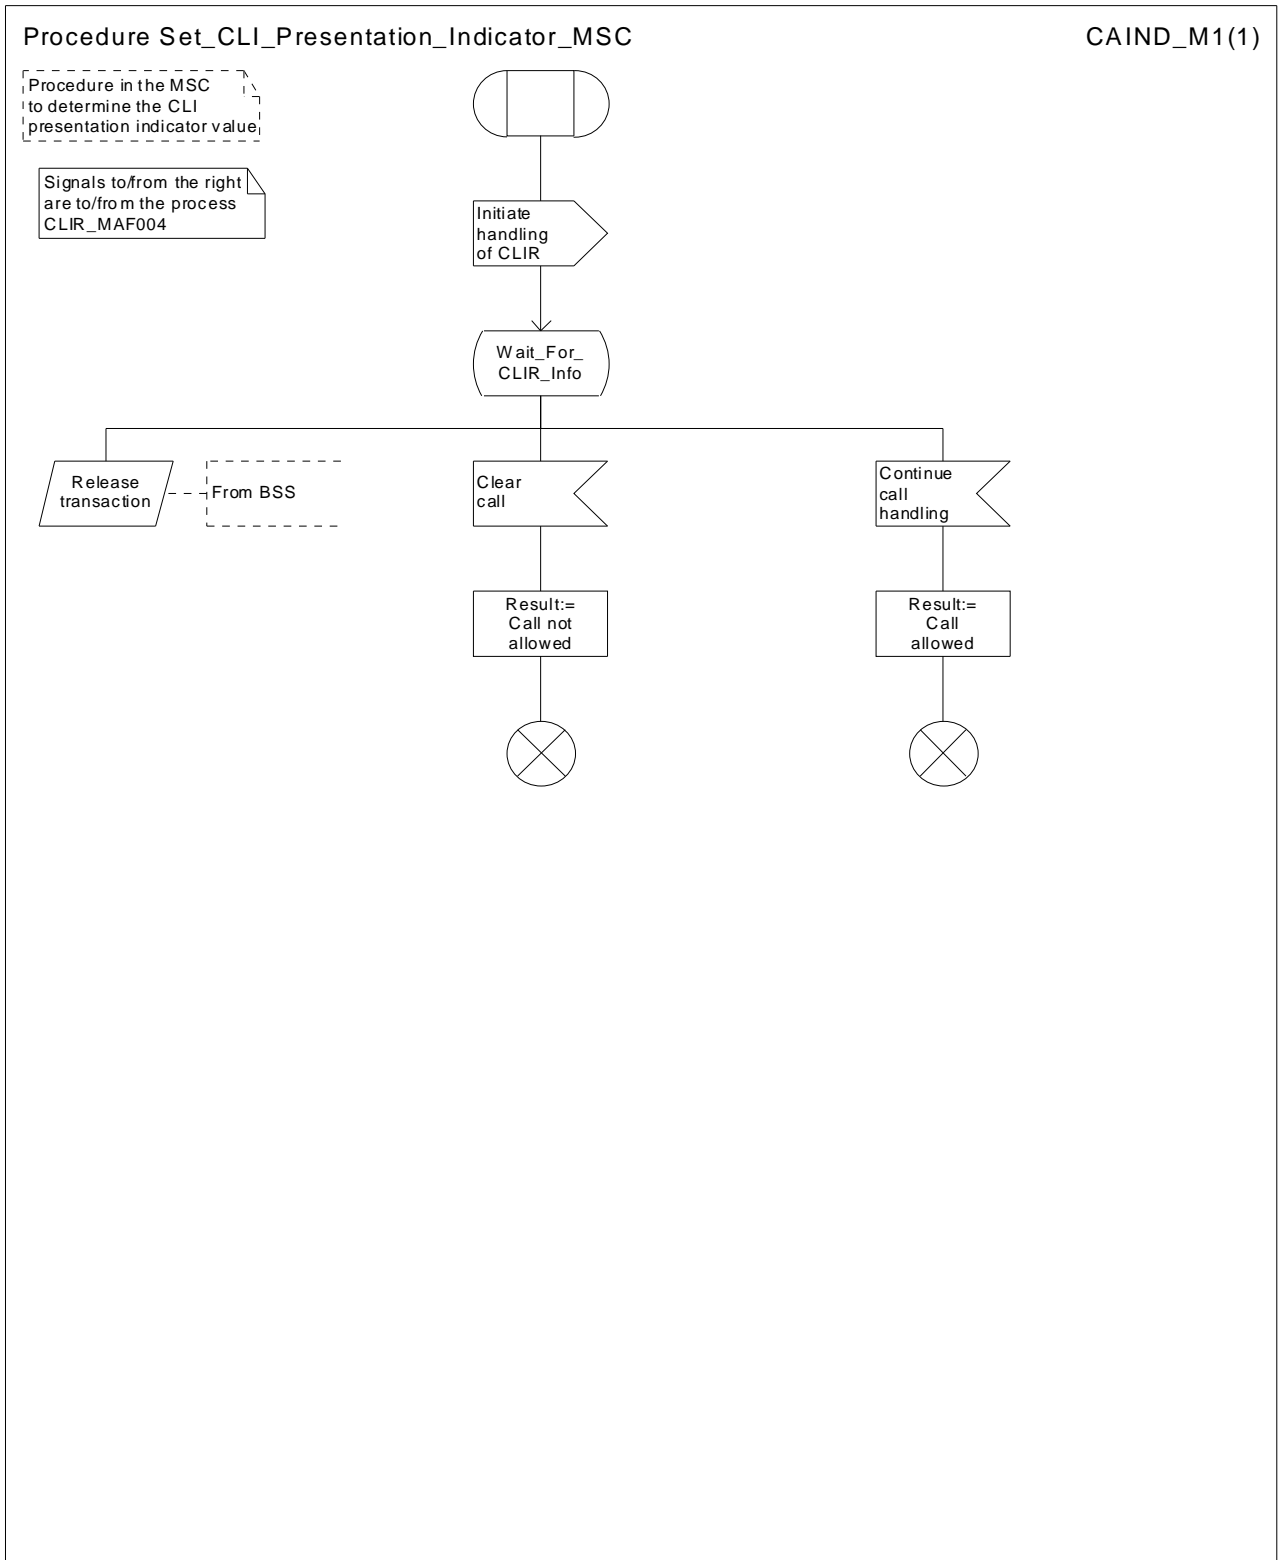 Procedure Set_CLI_Presentation_Indicator_MSC
CAIND_M1(1)
Procedure in the MSC
to determine the CLI
presentation indicator value
Signals to/from the right
are to/from the process
CLIR_MAF004
Initiate
handling
of CLIR
Wait_For_
CLIR_Info
Release
transaction
From BSS
Clear
call
Continue
call
handling
Result:=
Call not
allowed
Result:=
Call
allowed